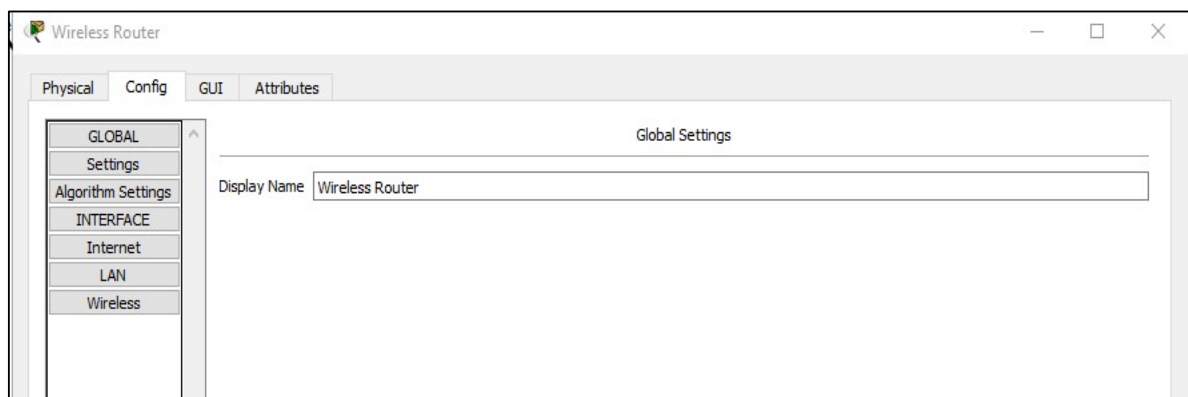 Wireless Router
Physical Config GUI Attributes
GLOBAL
Settings
Algorithm Settings
INTERFACE
Internet
LAN
Wireless
Global Settings
Display Name Wireless Router